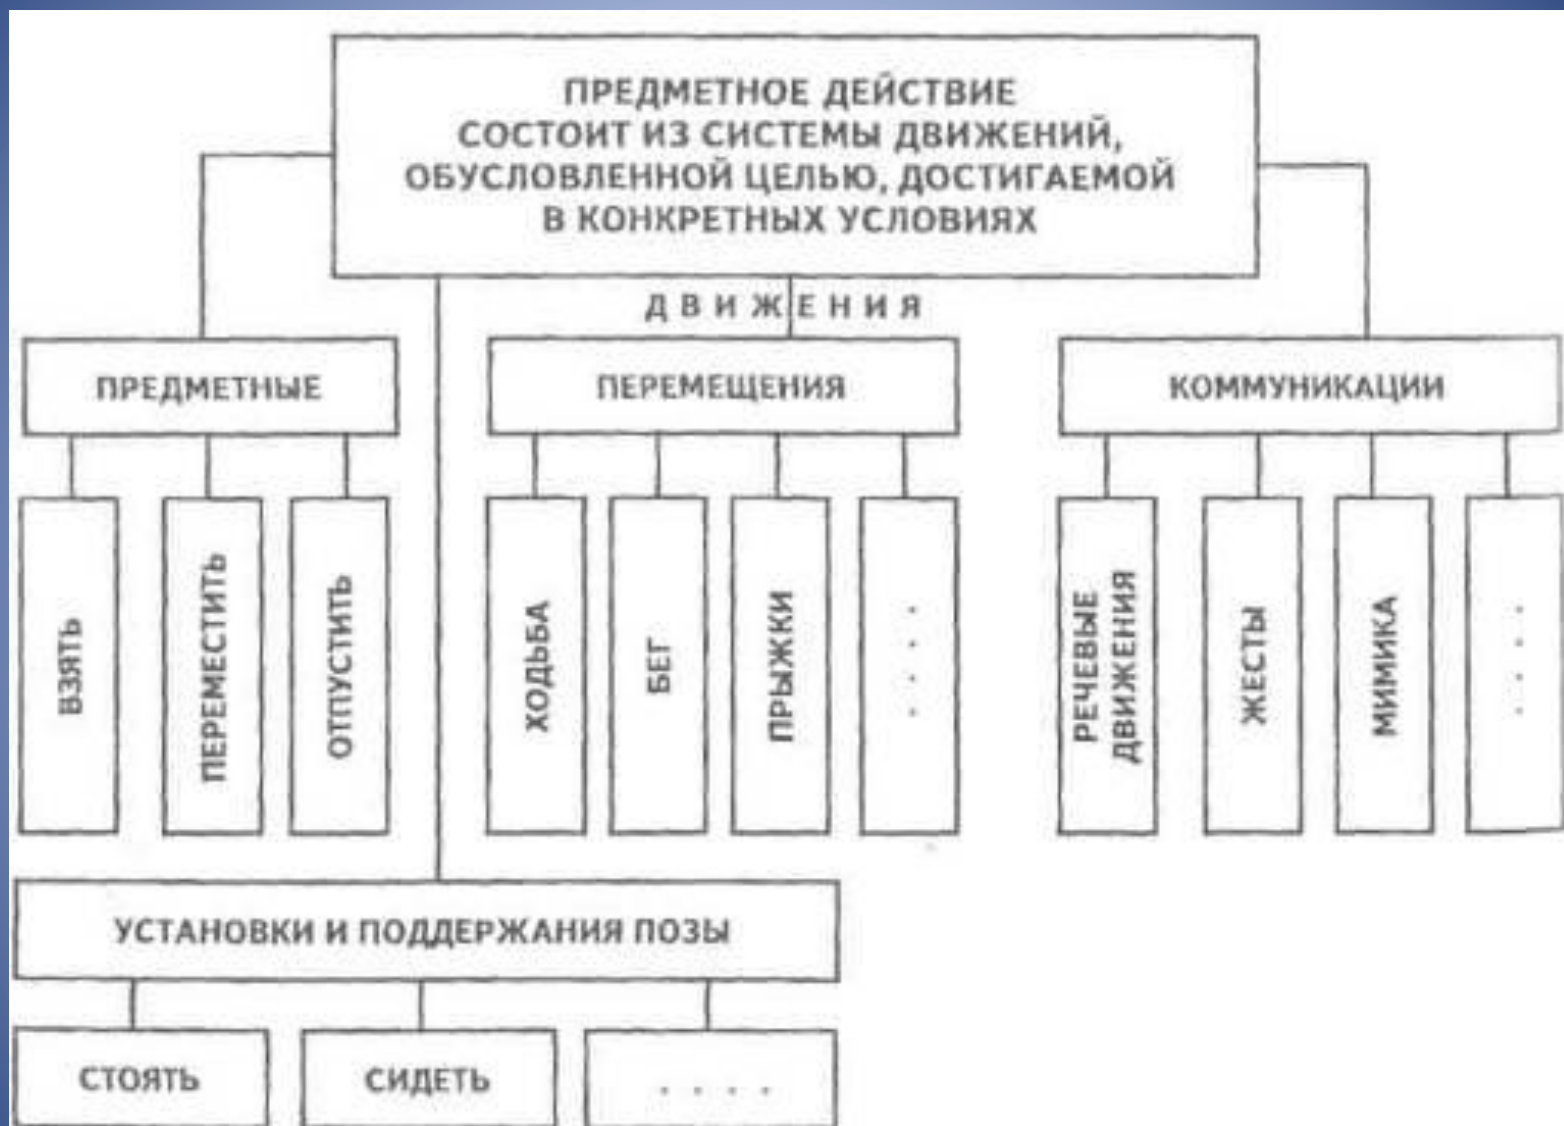 ПРЕДМЕТНОЕ ДЕЙСТВИЕ
СОСТОИТ ИЗ СИСТЕМЫ ДВИЖЕНИЙ,
ОБУСЛОВЛЕННОЙ ЦЕЛЬЮ, ДОСТИГАЕМОЙ
В КОНКРЕТНЫХ УСЛОВИЯХ
ДВИЖЕНИЯ
ПРЕДМЕТНЫЕ
ПЕРЕМЕЩЕНИЯ
КОММУНИКАЦИИ
ВЗЯТЬ
ПЕРЕМЕСТИТЬ
ОТПУСТИТЬ
ХОДЬБА
БЕГ
ПРЫЖКИ
. . . .
РЕЧЕВЫЕ
ДВИЖЕНИЯ
ЖЕСТЫ
МИМИКА
. . . .
УСТАНОВКИ И ПОДДЕРЖАНИЯ ПОЗЫ
СТОЯТЬ
СИДЕТЬ
. . . .